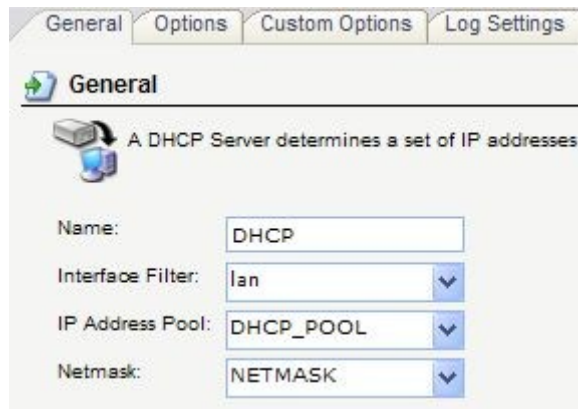 General Options Custom Options Log Settings
General
A DHCP Server determines a set of IP addresses
Name: DHCP
Interface Filter: lan
IP Address Pool: DHCP_POOL
Netmask: NETMASK